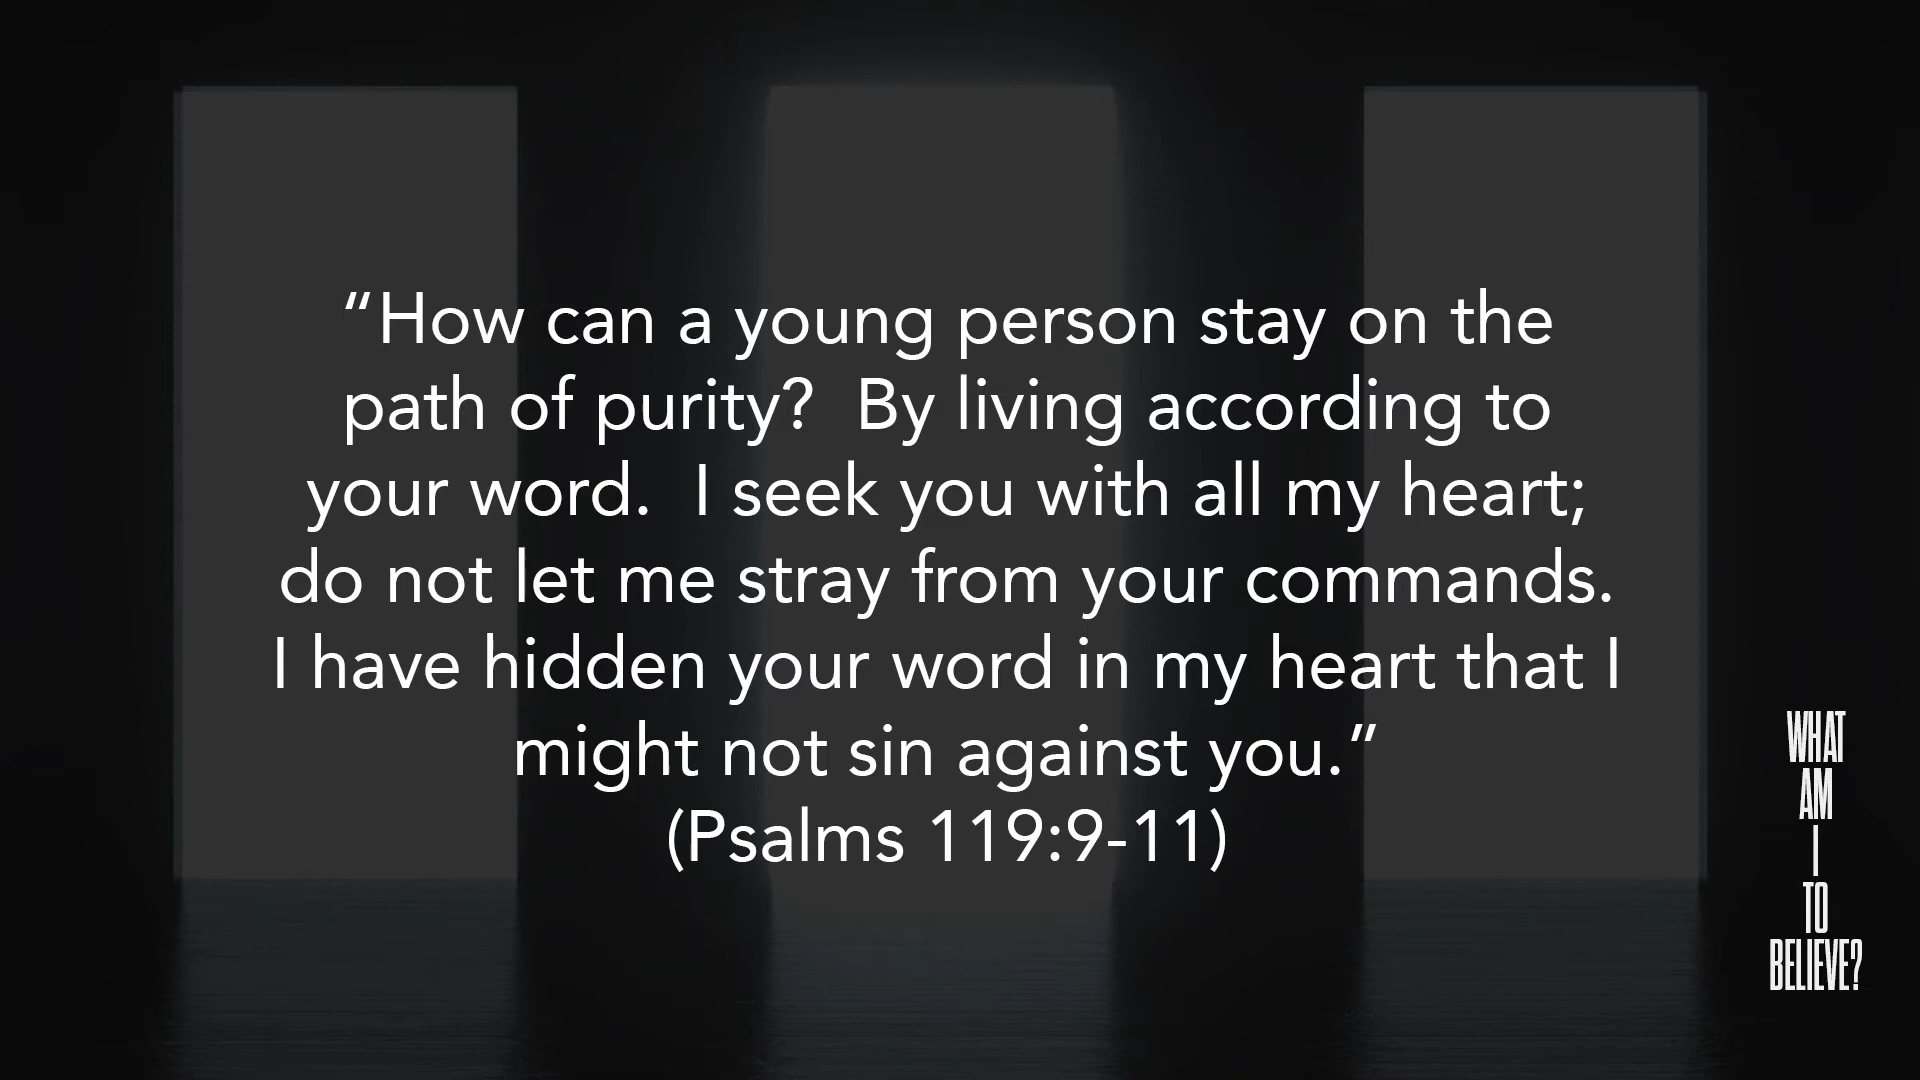 “How can a young person stay on the
path of purity?  By living according to
your word.  I seek you with all my heart;
do not let me stray from your commands.
I have hidden your word in my heart that I
might not sin against you.”
(Psalms 119:9-11)
WHAT
AM
I
TO
BELIEVE?